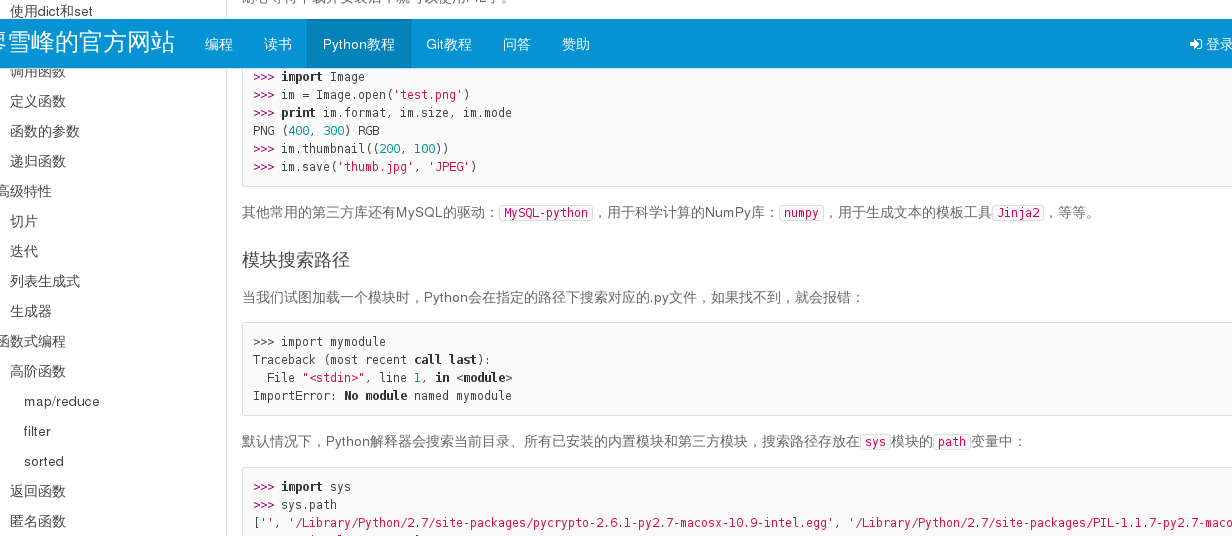 使用dict和set
雪峰的官方网站 编程 读书 Python教程 Git教程 问答 赞助 登录
调用函数
定义函数
函数的参数
递归函数
高级特性
切片
迭代
列表生成式
生成器
函数式编程
高阶函数
map/reduce
filter
sorted
返回函数
匿名函数
>>> import Image
>>> im = Image.open('test.png')
>>> print im.format, im.size, im.mode
PNG (400, 300) RGB
>>> im.thumbnail((200, 100))
>>> im.save('thumb.jpg', 'JPEG')
其他常用的第三方库还有MySQL的驱动：MySQL-python，用于科学计算的NumPy库：numpy，用于生成文本的模板工具Jinja2，等等。
模块搜索路径
当我们试图加载一个模块时，Python会在指定的路径下搜索对应的.py文件，如果找不到，就会报错：
>>> import mymodule
Traceback (most recent call last):
  File "<stdin>", line 1, in <module>
ImportError: No module named mymodule
默认情况下，Python解释器会搜索当前目录、所有已安装的内置模块和第三方模块，搜索路径存放在sys模块的path变量中：
>>> import sys
>>> sys.path
['', '/Library/Python/2.7/site-packages/pycrypto-2.6.1-py2.7-macosx-10.9-intel.egg', '/Library/Python/2.7/site-packages/PIL-1.1.7-py2.7-maco